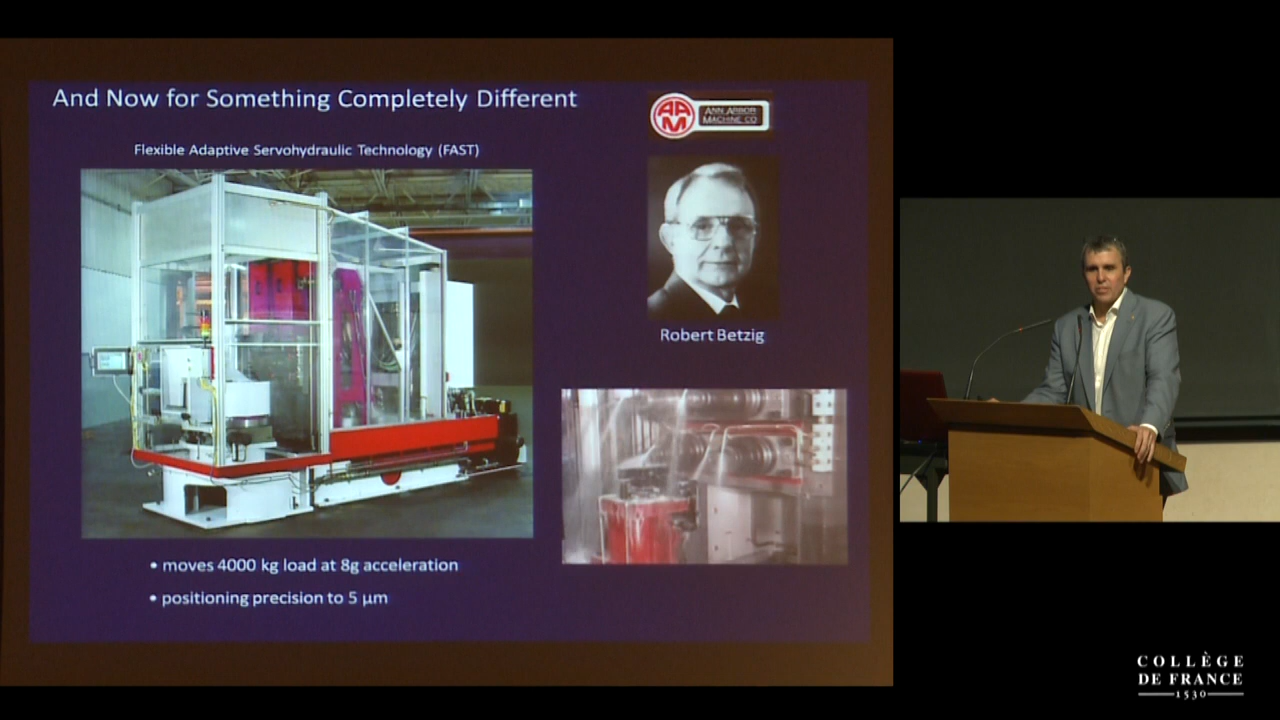 And Now for Something Completely Different
Flexible Adaptive Servohydraulic Technology (FAST)
AAM
ANN ARBOR
MACHINE CO
Robert Betzig
• moves 4000 kg load at 8g acceleration
• positioning precision to 5 µm
COLLÈGE
DE FRANCE
1530